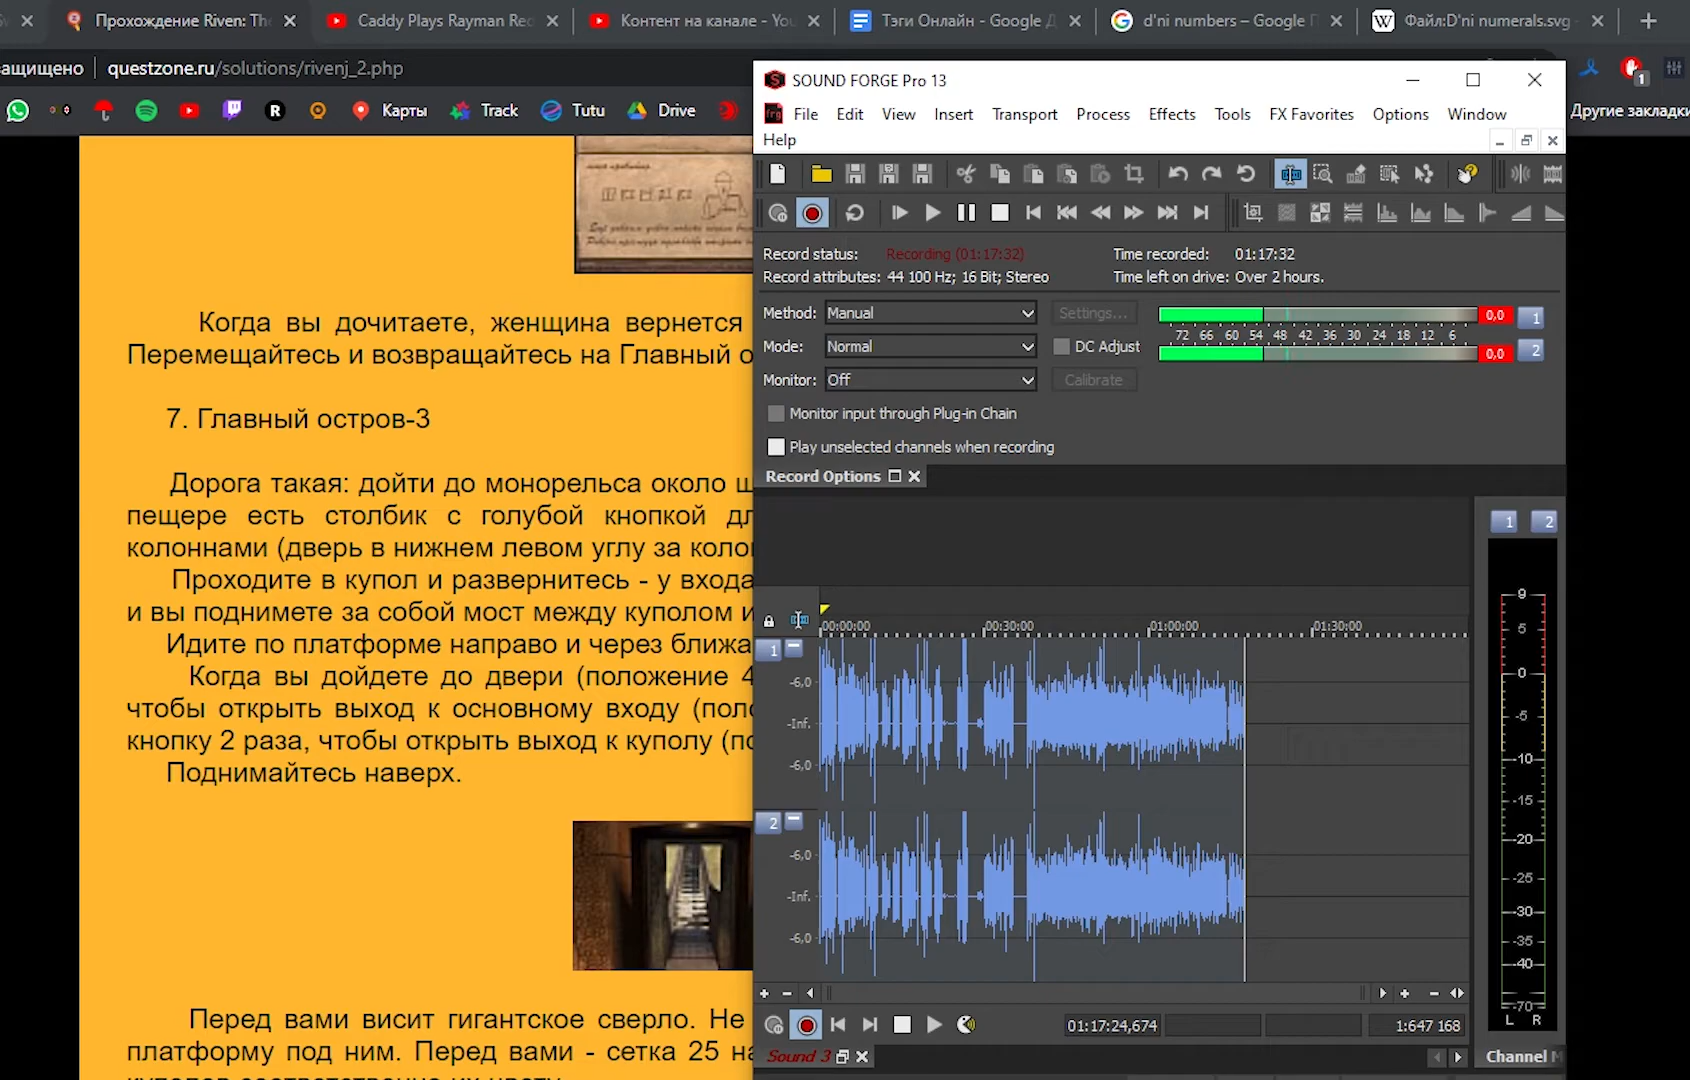 Прохождение Riven: The
Caddy Plays Rayman Rec
Контент на канале - You
Тэги Онлайн - Google Д
d'ni numbers – Google П
Файл:D'ni numerals.svg -
ащищено
questzone.ru/solutions/rivenj_2.php
Карты
Track
Tutu
Drive
Другие закладки
SOUND FORGE Pro 13
File Edit View Insert Transport Process Effects Tools FX Favorites Options Window
Help
Record status: Recording (01:17:32) Time recorded: 01:17:32
Record attributes: 44 100 Hz; 16 Bit; Stereo Time left on drive: Over 2 hours.
Method: Manual Settings... 0,0 1
72 66 60 54 48 42 36 30 24 18 12 6
Mode: Normal DC Adjust 0,0 2
Monitor: Off Calibrate
Monitor input through Plug-in Chain
Play unselected channels when recording
Record Options
1 2
00:00:00 00:30:00 01:00:00 01:30:00
1
-6,0
-Inf.
-6,0
2
-6,0
-Inf.
-6,0
9
5
0
-5
-10
-15
-20
-25
-30
-35
-40
-70
L R
01:17:24,674 1:647 168
Sound 3
Channel M
Когда вы дочитаете, женщина вернется
Перемещайтесь и возвращайтесь на Главный о
7. Главный остров-3
Дорога такая: дойти до монорельса около ш
пещере есть столбик с голубой кнопкой дл
колоннами (дверь в нижнем левом углу за коло
Проходите в купол и развернитесь - у входа
и вы поднимете за собой мост между куполом и
Идите по платформе направо и через ближа
Когда вы дойдете до двери (положение 4
чтобы открыть выход к основному входу (поло
кнопку 2 раза, чтобы открыть выход к куполу (по
Поднимайтесь наверх.
Перед вами висит гигантское сверло. Не
платформу под ним. Перед вами - сетка 25 на